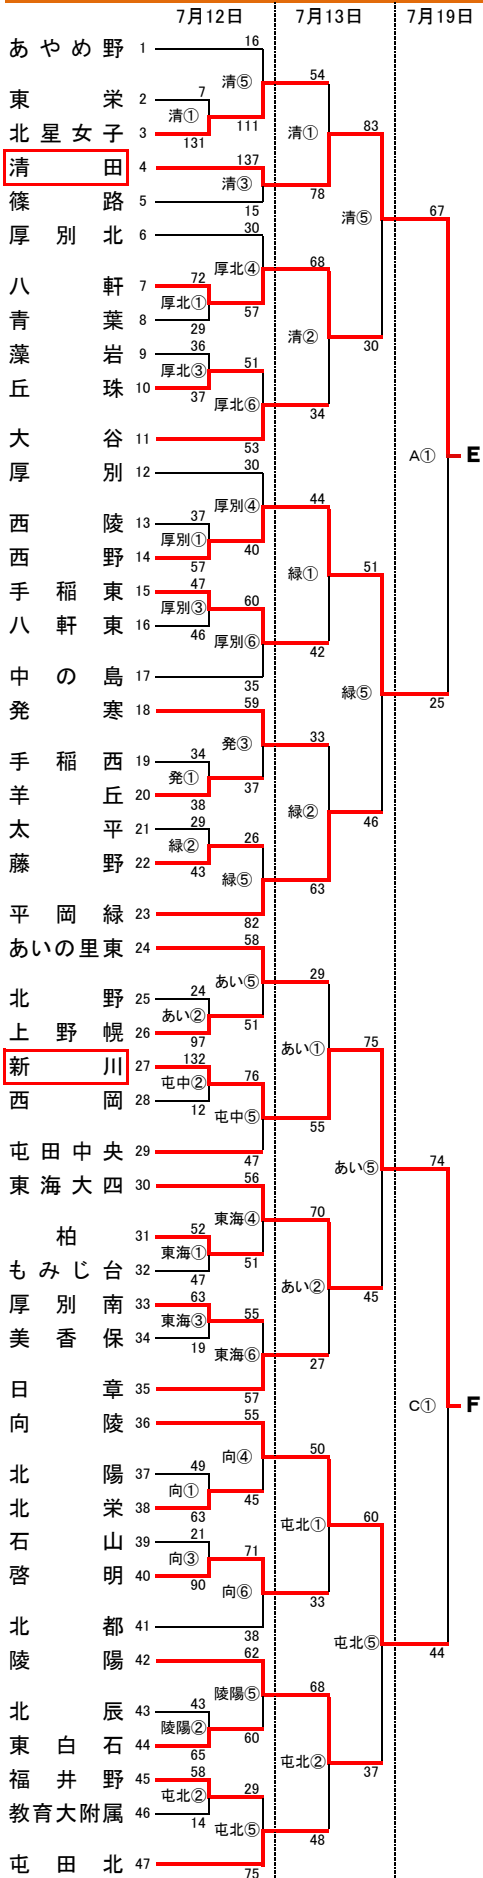 7月12日 7月13日 7月19日
あやめ野 1 16
清⑤ 54
東栄 2 7
清① 清① 83
北星女子 3 131 111
清田 4 137
清③ 78
篠路 5 15 清⑤ 67
厚別北 6 30
厚北④ 68
八軒 7 72
厚北① 57
青葉 8 29 清② 30
藻岩 9 36
厚北③ 51
丘珠 10 37
厚北⑥ 34
大谷 11 53
A① E
厚別 12 30
厚別④ 44
西陵 13 37
厚別① 40
西野 14 57
緑① 51
手稲東 15 47
厚別③ 60
八軒東 16 46
厚別⑥ 42
中の島 17 35
緑⑤ 25
発寒 18 59
発③ 33
手稲西 19 34
発① 37
羊丘 20 38
緑② 46
太平 21 29
緑② 26
藤野 22 43
緑⑤ 63
平岡緑 23 82
あいの里東 24 58
あい⑤ 29
北野 25 24
あい② 51
上野幌 26 97
あい① 75
新川 27 132
屯中② 76
西岡 28 12
屯中⑤ 55
屯田中央 29 47
あい⑤ 74
東海大四 30 56
東海④ 70
柏 31 52
東海① 51
もみじ台 32 47
あい② 45
厚別南 33 63
東海③ 55
美香保 34 19
東海⑥ 27
日章 35 57
C① F
向陵 36 55
向④ 50
北陽 37 49
向① 45
北栄 38 63
屯北① 60
石山 39 21
向③ 71
啓明 40 90
向⑥ 33
北都 41 38
屯北⑤ 44
陵陽 42 62
陵陽⑤ 68
北辰 43 43
陵陽② 60
東白石 44 65
屯北② 37
福井野 45 58
屯北② 29
教育大附属 46 14
屯北⑤ 48
屯田北 47 75